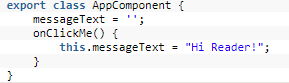 export class AppComponent {
    messageText = '';
    onClickMe() {
        this.messageText = "Hi Reader!";
    }
}